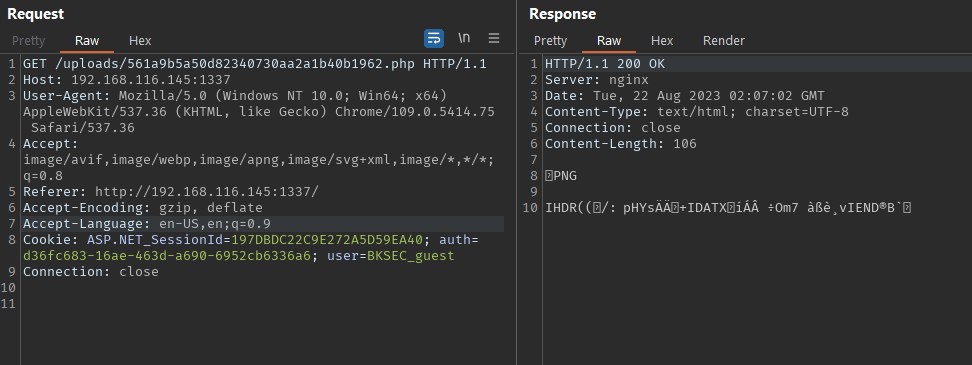 Request
Pretty Raw Hex \n
1 GET /uploads/561a9b5a50d82340730aa2a1b40b1962.php HTTP/1.1
2 Host: 192.168.116.145:1337
3 User-Agent: Mozilla/5.0 (Windows NT 10.0; Win64; x64)
AppleWebKit/537.36 (KHTML, like Gecko) Chrome/109.0.5414.75
Safari/537.36
4 Accept:
image/avif,image/webp,image/apng,image/svg+xml,image/*,*/*;
q=0.8
5 Referer: http://192.168.116.145:1337/
6 Accept-Encoding: gzip, deflate
7 Accept-Language: en-US,en;q=0.9
8 Cookie: ASP.NET_SessionId=197DBDC22C9E272A5D59EA40; auth=
d36fc683-16ae-463d-a690-6952cb6336a6; user=BKSEC_guest
9 Connection: close
10
11
Response
Pretty Raw Hex Render
1 HTTP/1.1 200 OK
2 Server: nginx
3 Date: Tue, 22 Aug 2023 02:07:02 GMT
4 Content-Type: text/html; charset=UTF-8
5 Connection: close
6 Content-Length: 106
7
8 PNG
9
10 IHDR((/: pHYsÄÄ+IDATXíÁÂ ÷Om7 àßè¸vIEND®B`